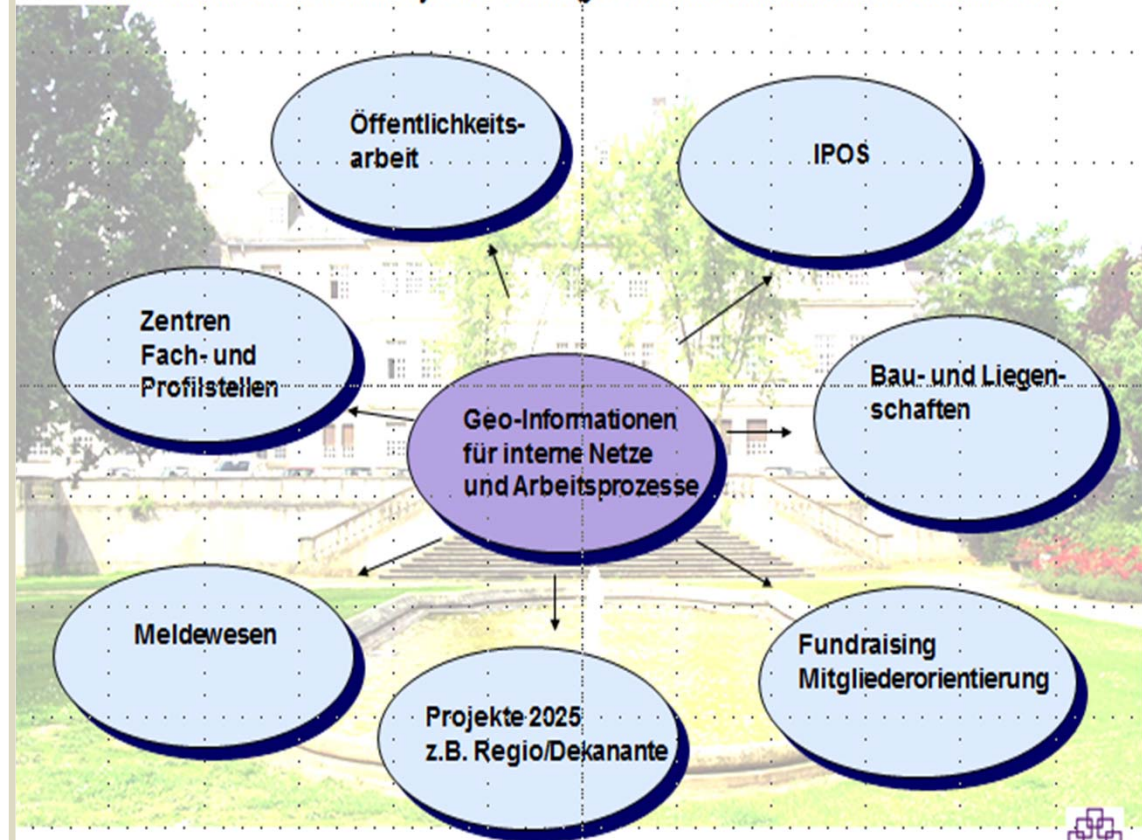 Öffentlichkeits-
arbeit
IPOS
Zentren
Fach- und
Profilstellen
Bau- und Liegen-
schaften
Geo-Informationen
für interne Netze
und Arbeitsprozesse
Meldewesen
Fundraising
Mitgliederorientierung
Projekte 2025
z.B. Regio/Dekanante